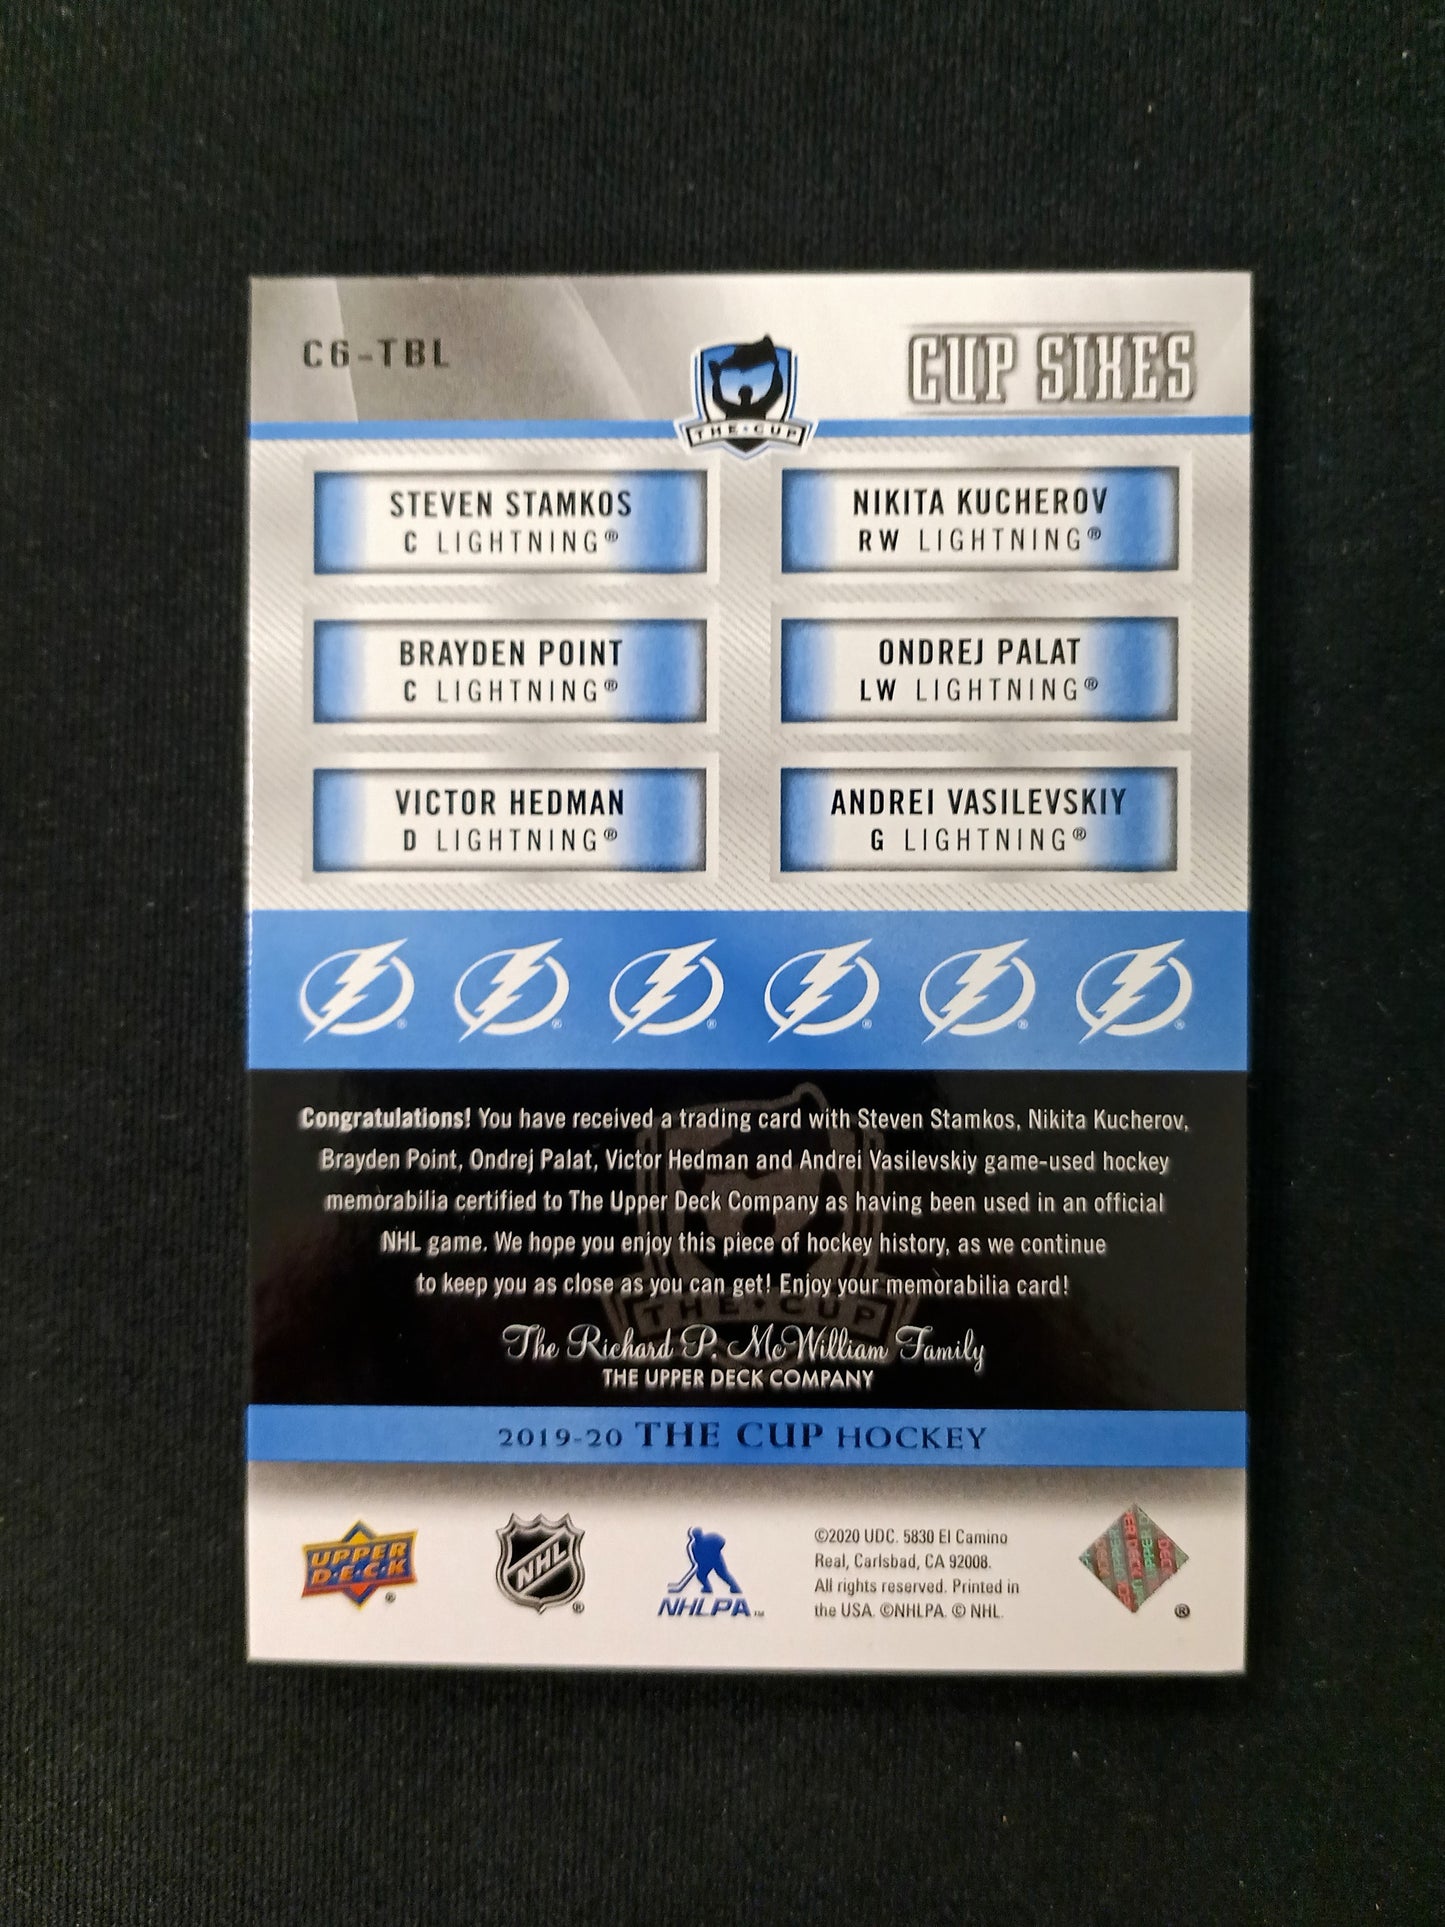 C6-TBL
THE • CUP
CUP SIXES
STEVEN STAMKOS
C LIGHTNING®
NIKITA KUCHEROV
RW LIGHTNING®
BRAYDEN POINT
C LIGHTNING®
ONDREJ PALAT
LW LIGHTNING®
VICTOR HEDMAN
D LIGHTNING®
ANDREI VASILEVSKIY
G LIGHTNING®
Congratulations! You have received a trading card with Steven Stamkos, Nikita Kucherov,
Brayden Point, Ondrej Palat, Victor Hedman and Andrei Vasilevskiy game-used hockey
memorabilia certified to The Upper Deck Company as having been used in an official
NHL game. We hope you enjoy this piece of hockey history, as we continue
to keep you as close as you can get! Enjoy your memorabilia card!
THE • CUP
The Richard P. McWilliam Family
THE UPPER DECK COMPANY
2019-20 THE CUP HOCKEY
UPPER
D•E•C•K
®
NHL
®
NHLPA™
©2020 UDC. 5830 El Camino
Real, Carlsbad, CA 92008.
All rights reserved. Printed in
the USA. ©NHLPA. © NHL.
®